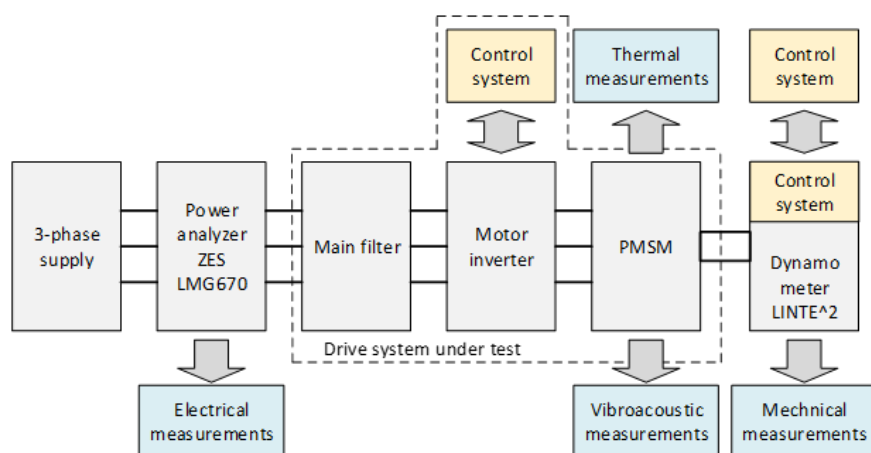 Control
system
Thermal
measurements
Control
system
3-phase
supply
Power
analyzer
ZES
LMG670
Main filter
Motor
inverter
PMSM
Control
system
Dynamo
meter
LINTE^2
Drive system under test
Electrical
measurements
Vibroacoustic
measurements
Mechnical
measurements